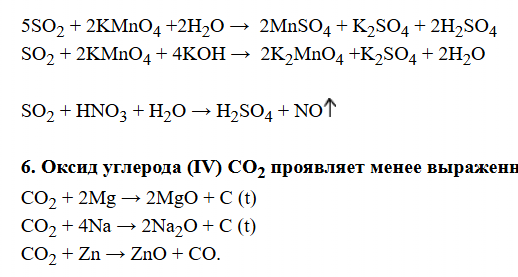 5SO₂ + 2KMnO₄ +2H₂O → 2MnSO₄ + K₂SO₄ + 2H₂SO₄
SO₂ + 2KMnO₄ + 4KOH → 2K₂MnO₄ +K₂SO₄ + 2H₂O
SO₂ + HNO₃ + H₂O → H₂SO₄ + NO↑
6. Оксид углерода (IV) CO₂ проявляет менее
CO₂ + 2Mg → 2MgO + C (t)
CO₂ + 4Na → 2Na₂O + C (t)
CO₂ + Zn → ZnO + CO.